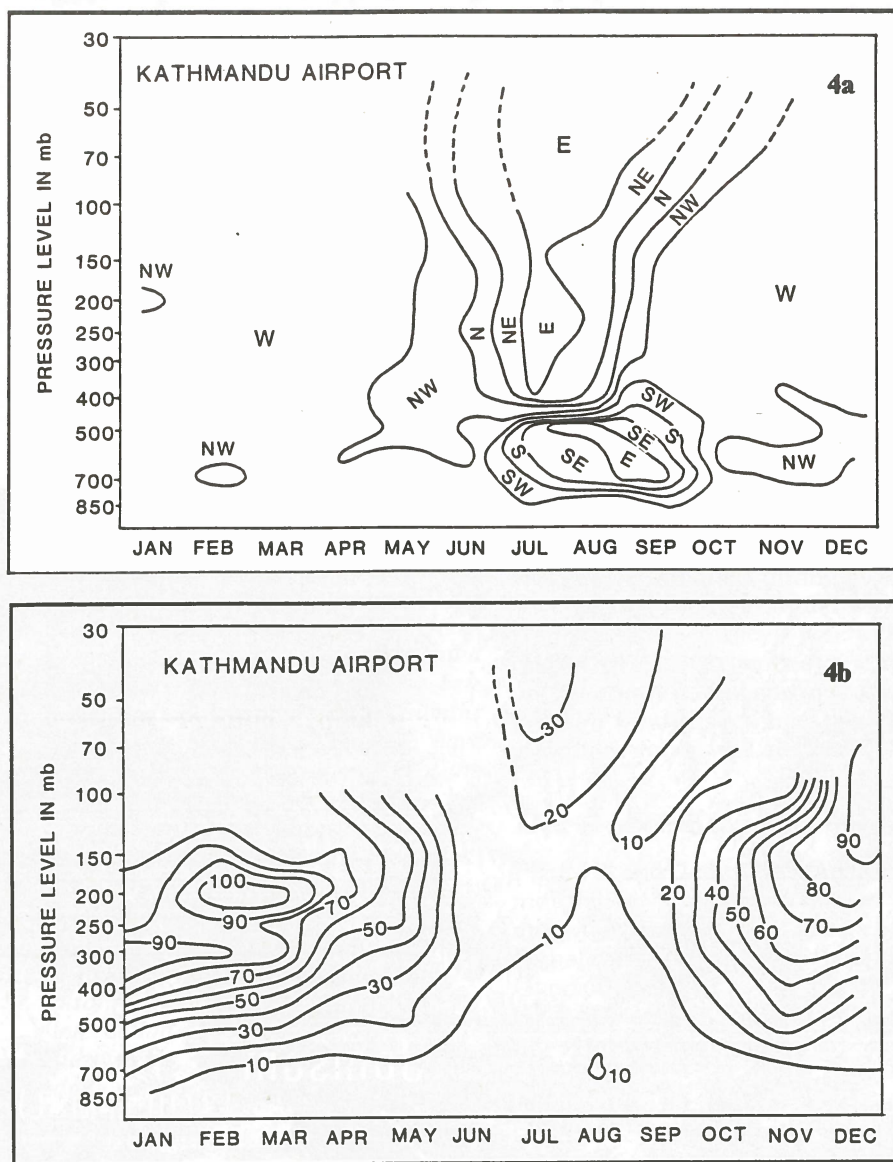 KATHMANDU AIRPORT
4a
PRESSURE LEVEL IN mb
30
50
70
100
150
200
250
300
400
500
700
850
E
NE
N
NW
NW
W
W
N
NE
E
NW
SW
NW
S
SE
S
SE
E
SW
NW
JAN FEB MAR APR MAY JUN JUL AUG SEP OCT NOV DEC
KATHMANDU AIRPORT
4b
PRESSURE LEVEL IN mb
30
50
70
100
150
200
250
300
400
500
700
850
30
20
10
90
100
90
70
20
40
80
50
50
60
70
10
90
70
50
30
30
10
10
JAN FEB MAR APR MAY JUN JUL AUG SEP OCT NOV DEC